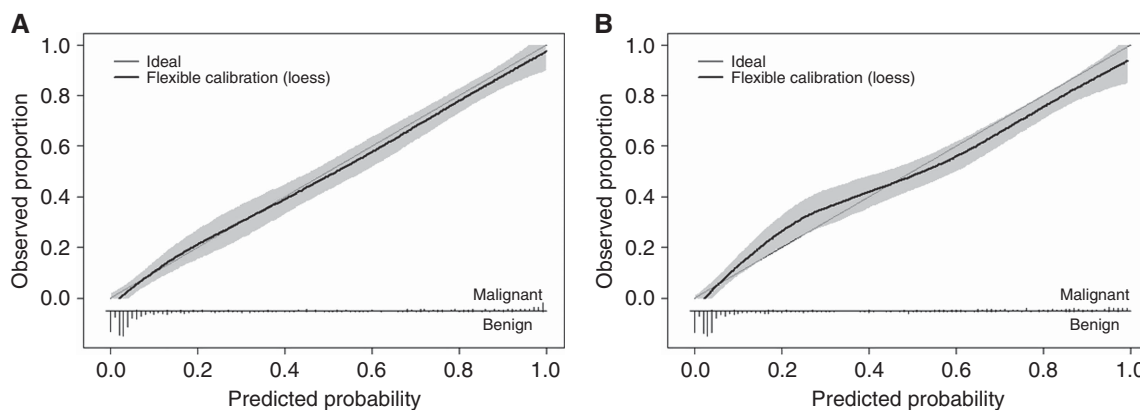 A
1.0
0.8
0.6
0.4
0.2
0.0
Observed proportion
Ideal
Flexible calibration (loess)
Malignant
Benign
0.0 0.2 0.4 0.6 0.8 1.0
Predicted probability
B
1.0
0.8
0.6
0.4
0.2
0.0
Observed proportion
Ideal
Flexible calibration (loess)
Malignant
Benign
0.0 0.2 0.4 0.6 0.8 1.0
Predicted probability